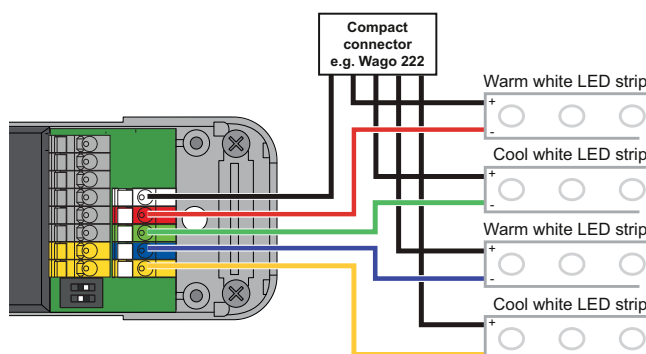 Compact
connector
e.g. Wago 222
Warm white LED strip
+
-
Cool white LED strip
+
-
Warm white LED strip
+
-
Cool white LED strip
+